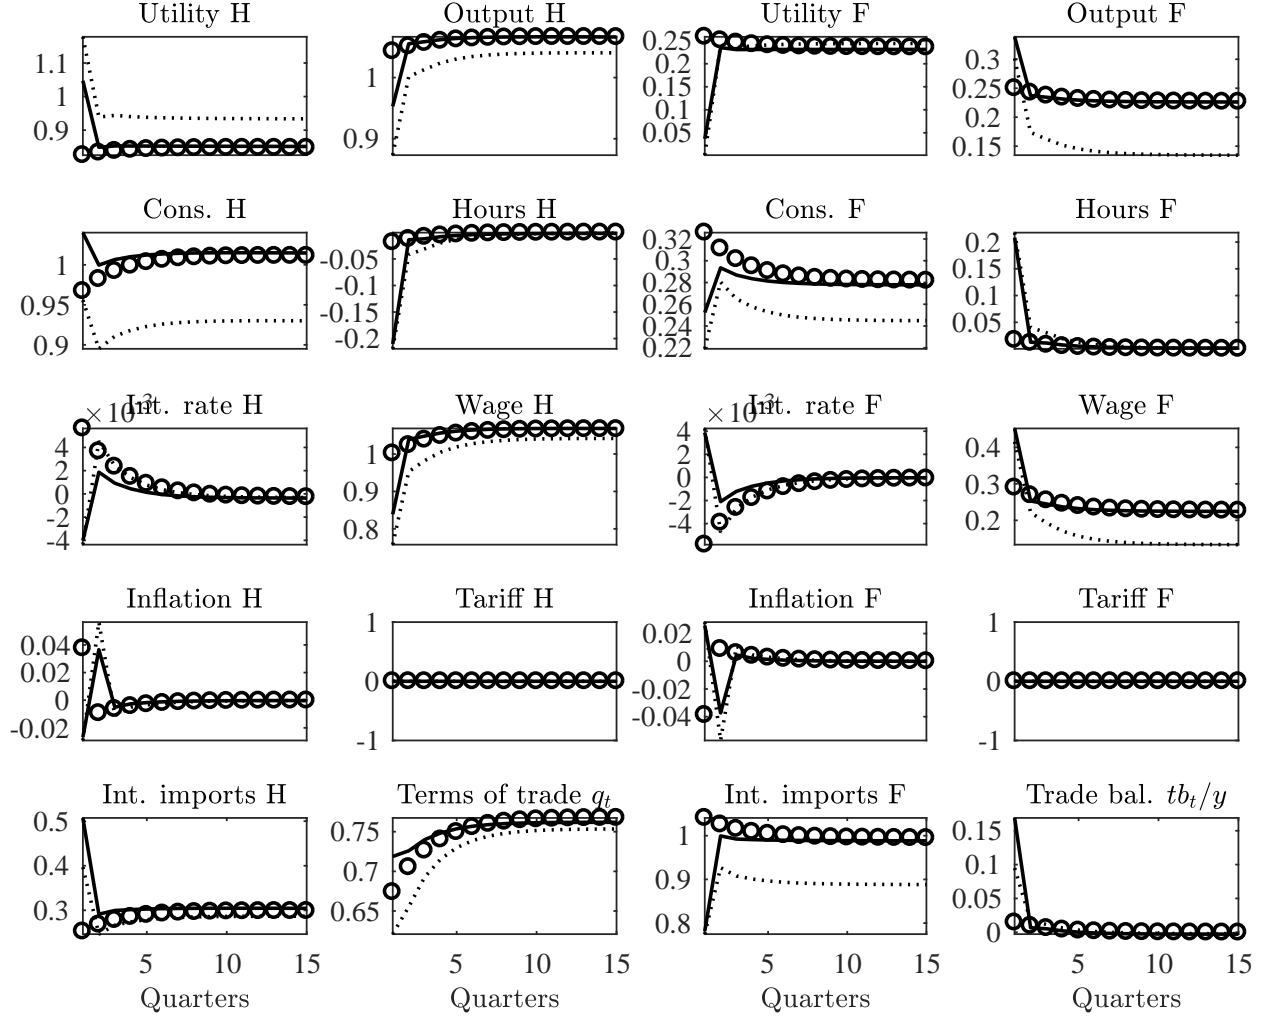 Utility H
Output H
Utility F
Output F
1.1
1
0.9
1
0.9
0.25
0.2
0.15
0.1
0.05
0.3
0.25
0.2
0.15
Cons. H
Hours H
Cons. F
Hours F
1
0.95
0.9
-0.05
-0.1
-0.15
-0.2
0.32
0.3
0.28
0.26
0.24
0.22
0.2
0.15
0.1
0.05
Int. rate H
Wage H
Int. rate F
Wage F
×10⁻³
4
2
0
-2
-4
1
0.9
0.8
×10⁻³
4
2
0
-2
-4
0.4
0.3
0.2
Inflation H
Tariff H
Inflation F
Tariff F
0.04
0.02
0
-0.02
1
0
-1
0.02
0
-0.02
-0.04
1
0
-1
Int. imports H
Terms of trade qₜ
Int. imports F
Trade bal. tbₜ/y
0.5
0.4
0.3
0.75
0.7
0.65
1
0.9
0.8
0.15
0.1
0.05
0
5 10 15
5 10 15
5 10 15
5 10 15
Quarters
Quarters
Quarters
Quarters